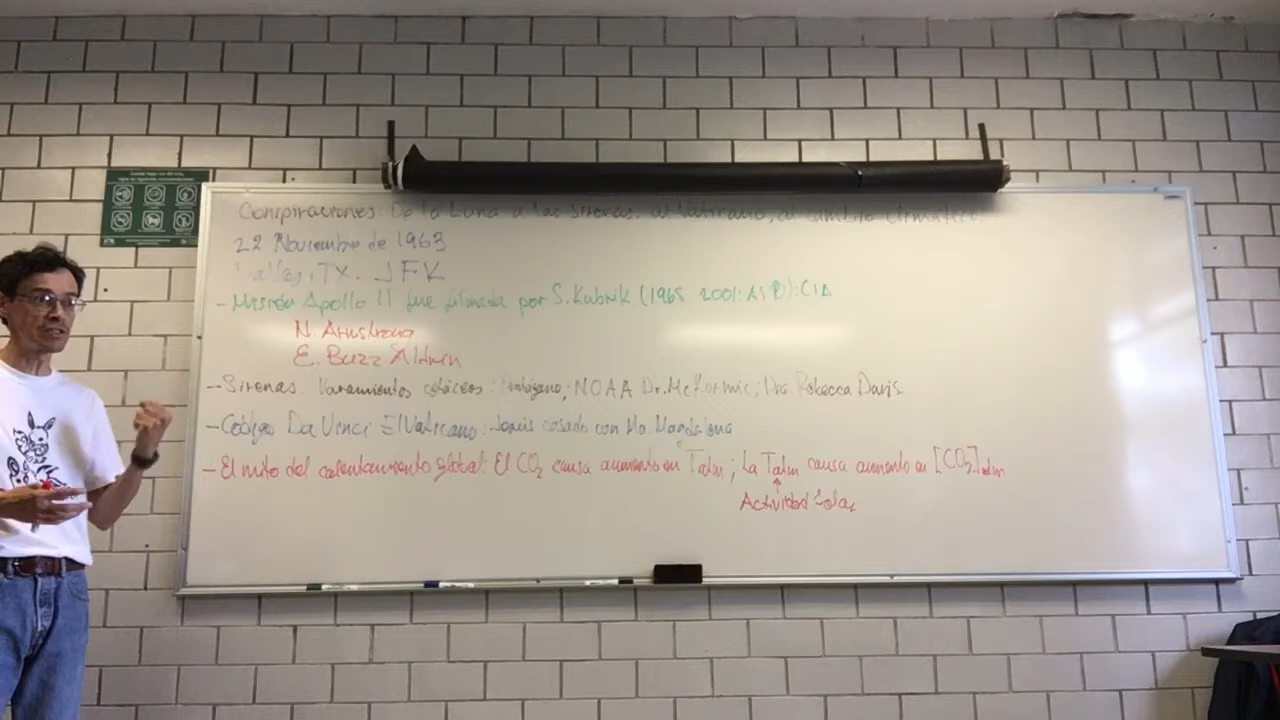 Conspiraciones: De la Luna a las sirenas, al Vaticano, al cambio climático.
22 Noviembre de 1963
TX. JFK
- Misión Apollo 11 fue filmada por S. Kubrik (1968 2001: ): CIA
N. Armstrong
E. Buzz Aldrin
- Sirenas. Varamientos cetáceos: Pentágono; NOAA Dr. McKormic; Dra. Rebecca Davis.
- Código Da Vinci El Vaticano: Jesús casado con Ma. Magdalena
- El mito del calentamiento global: El CO₂ causa aumento en Tatm; La Tatm causa aumento en [CO₂]atm
↑
Actividad Solar